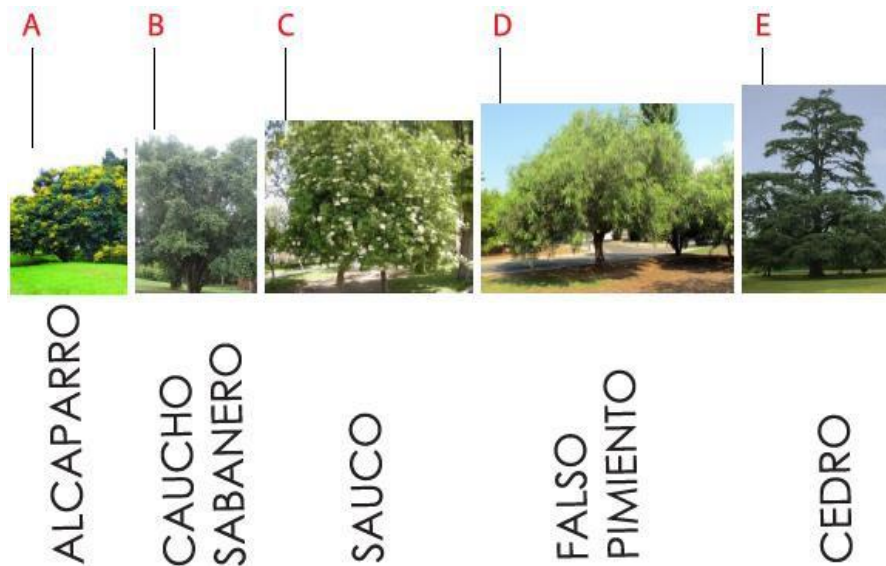 A B C D E
ALCAPARRO
CAUCHO
SABANERO
SAUCO
FALSO
PIMIENTO
CEDRO